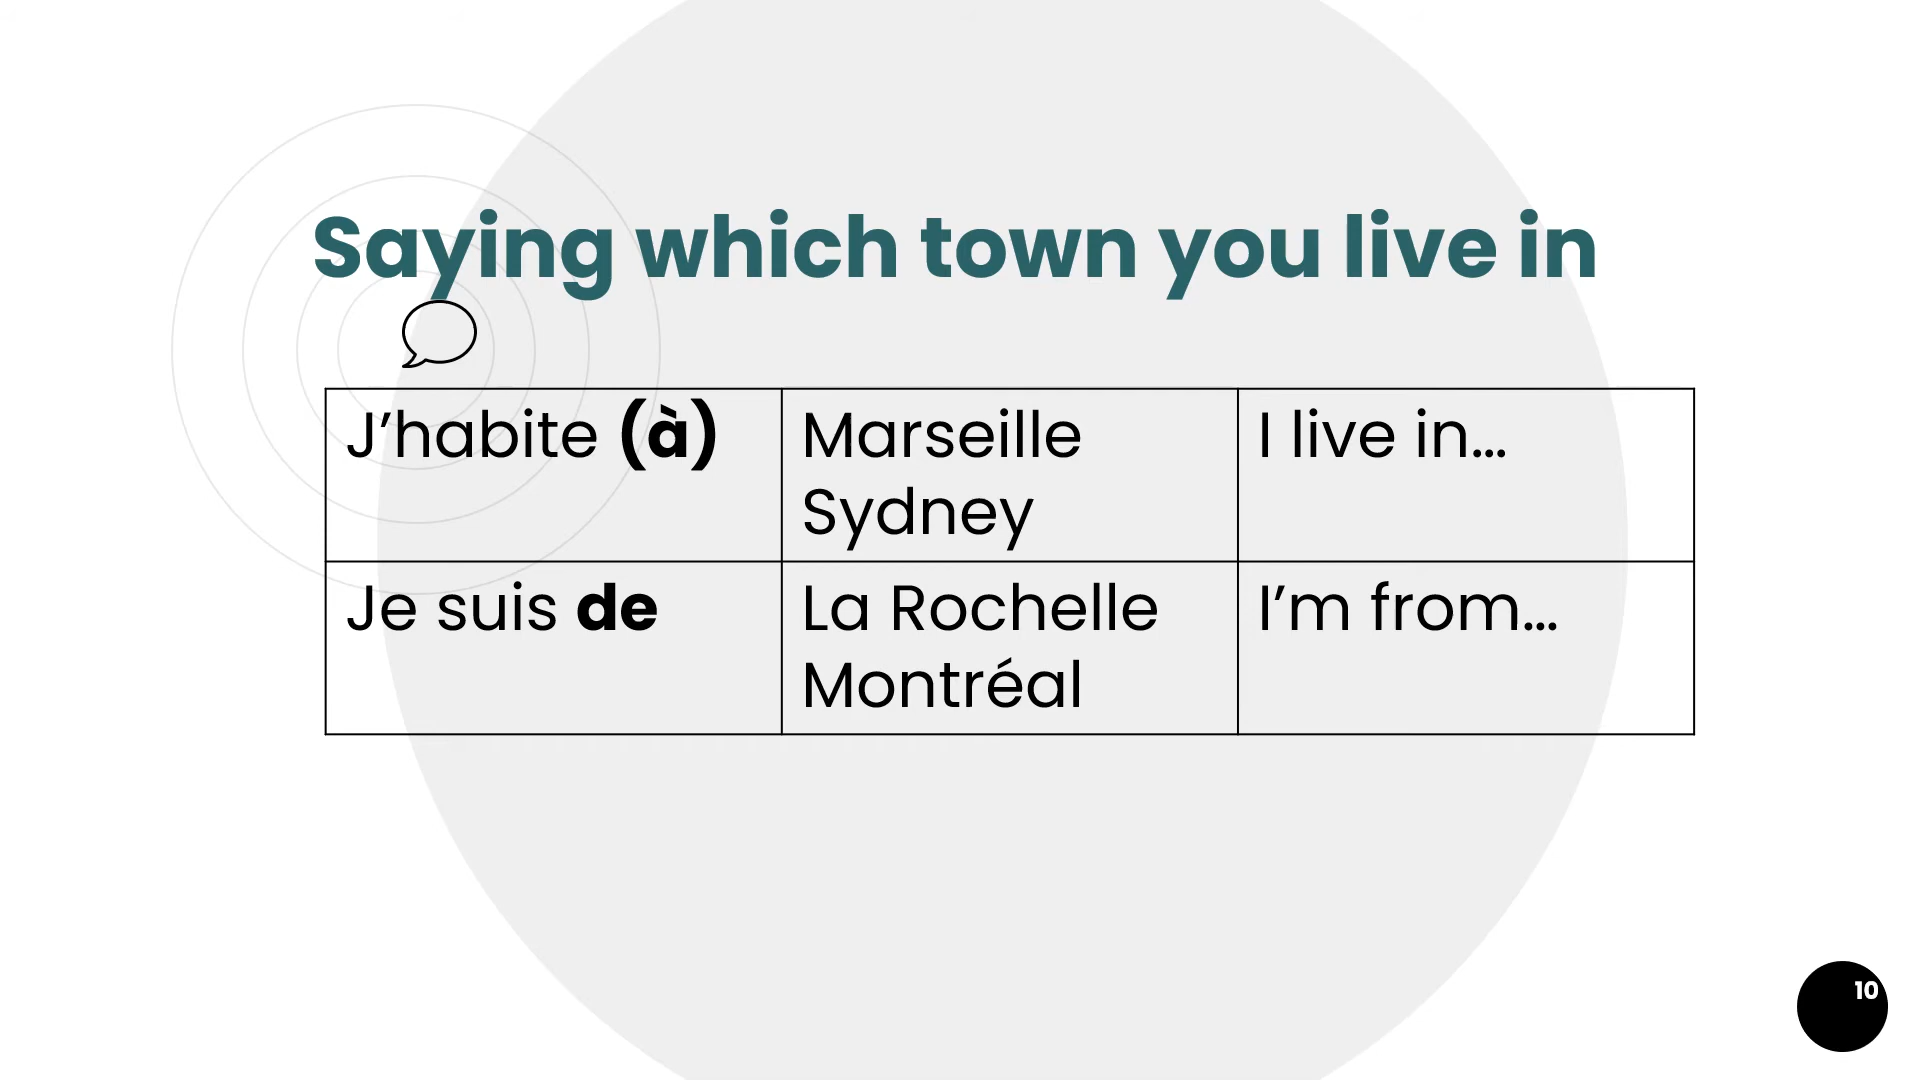 Saying which town you live in
J’habite (à)
Marseille
Sydney
I live in…
Je suis de
La Rochelle
Montréal
I’m from…
10